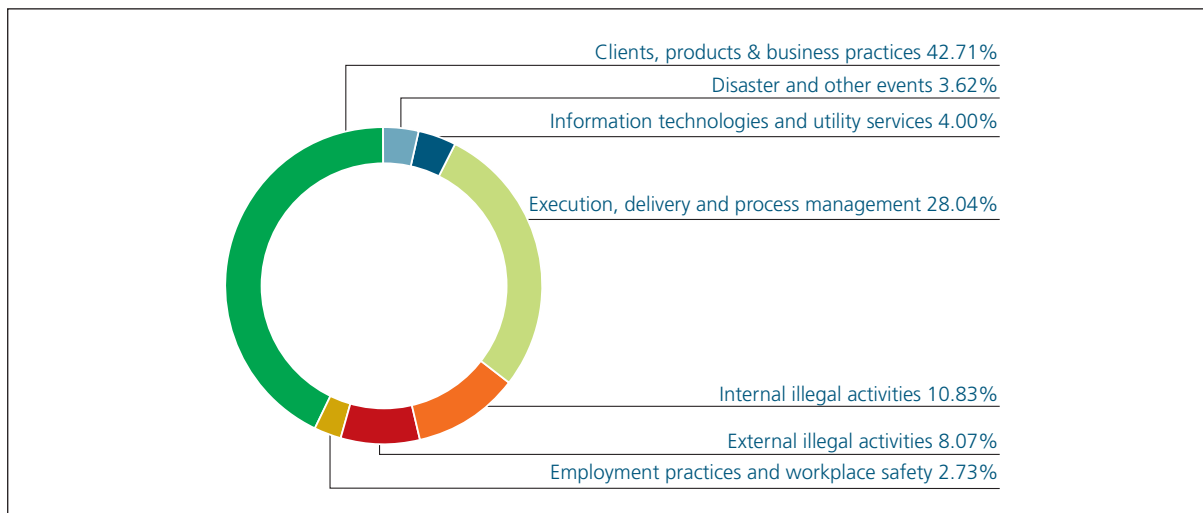 Clients, products & business practices 42.71%
Disaster and other events 3.62%
Information technologies and utility services 4.00%
Execution, delivery and process management 28.04%
Internal illegal activities 10.83%
External illegal activities 8.07%
Employment practices and workplace safety 2.73%